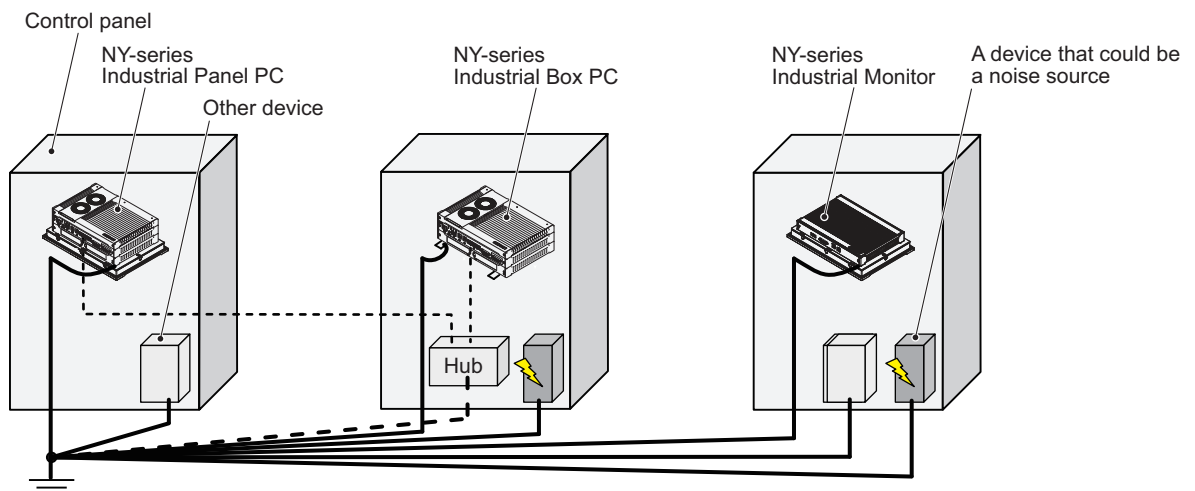 Control panel
NY-series
Industrial Panel PC
Other device
NY-series
Industrial Box PC
NY-series
Industrial Monitor
A device that could be
a noise source
Hub